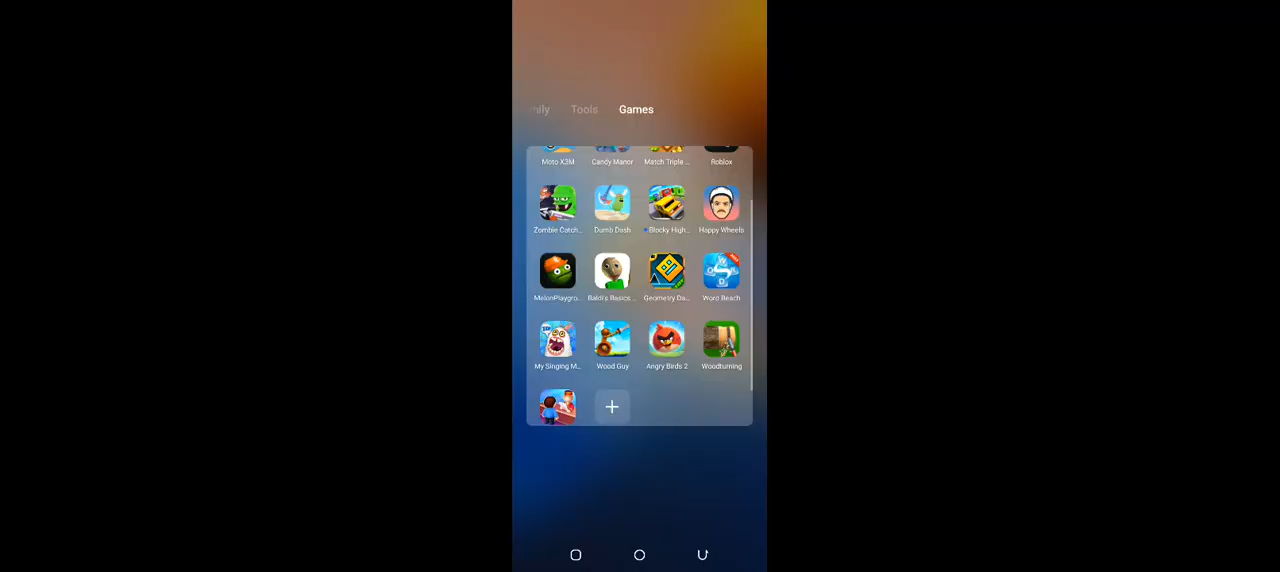 mily Tools Games
Moto X3M Candy Manor Match Triple ... Roblox
Zombie Catch... Dumb Dash Blocky High... Happy Wheels
MelonPlaygro... Baldi's Basics ... Geometry Da... Word Beach
My Singing M... Wood Guy Angry Birds 2 Woodturning